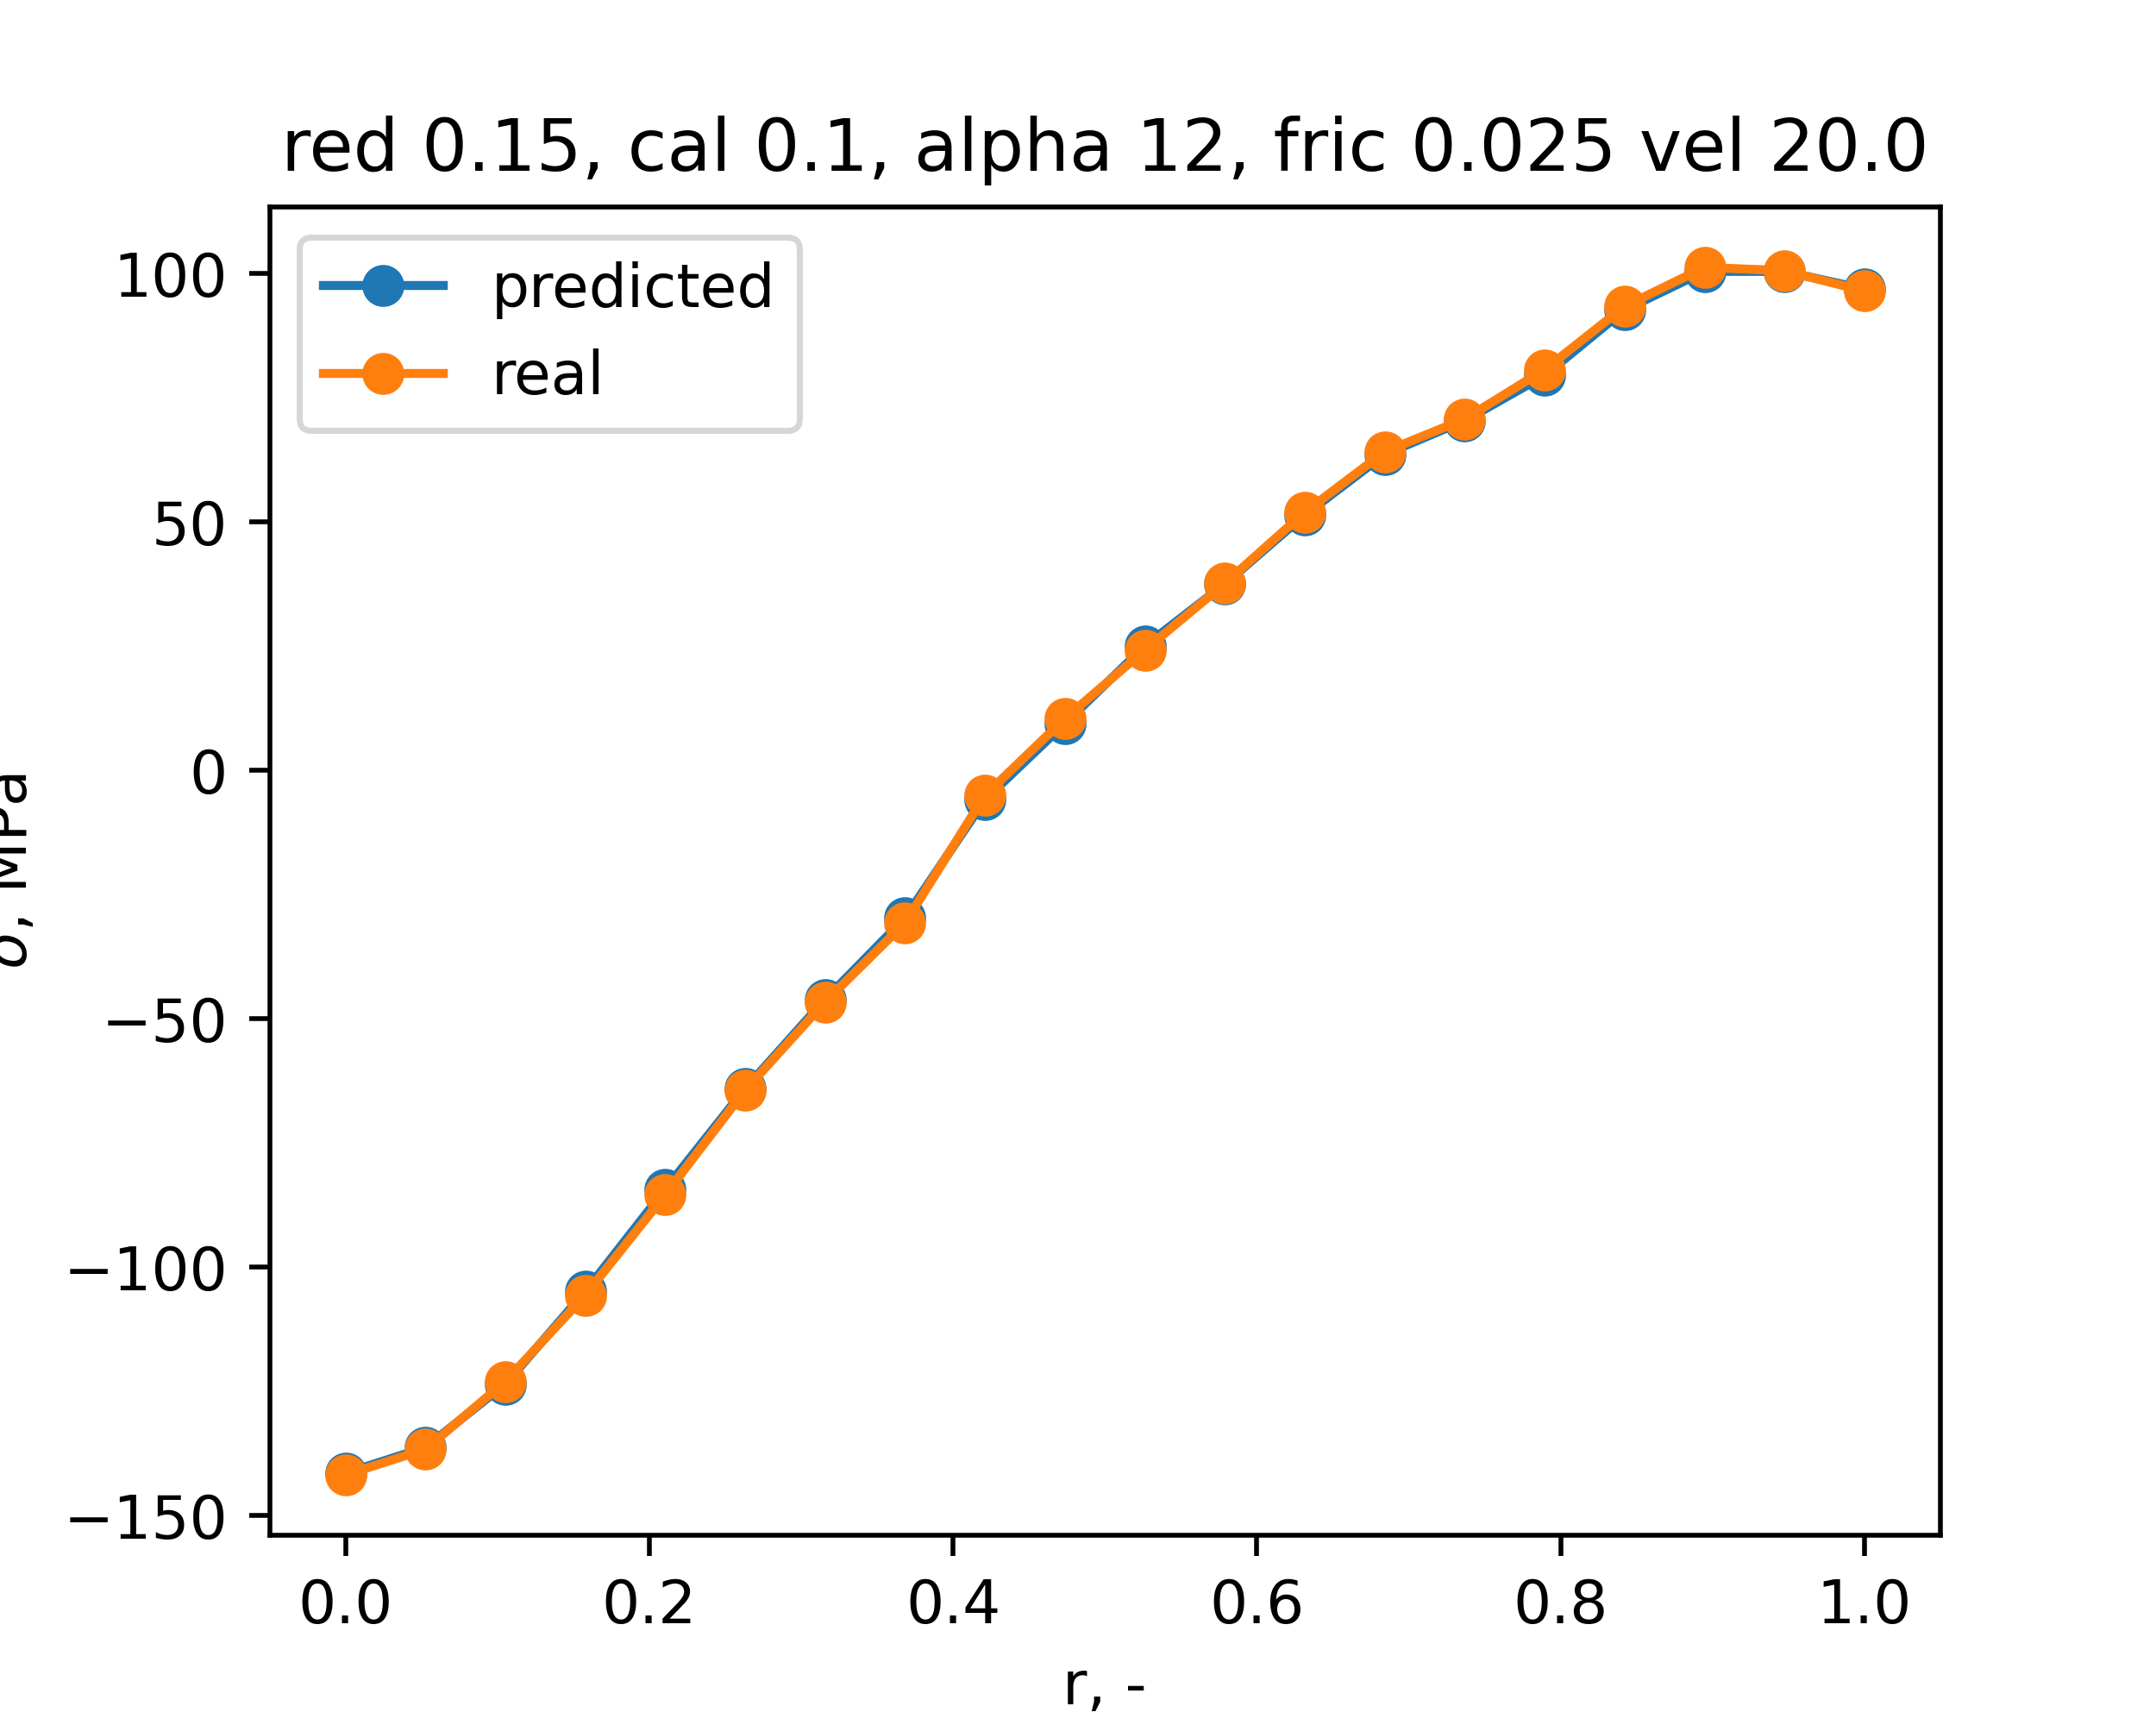 red 0.15, cal 0.1, alpha 12, fric 0.025 vel 20.0
predicted
real
100
50
0
−50
−100
−150
σ, MPa
0.0 0.2 0.4 0.6 0.8 1.0
r, -